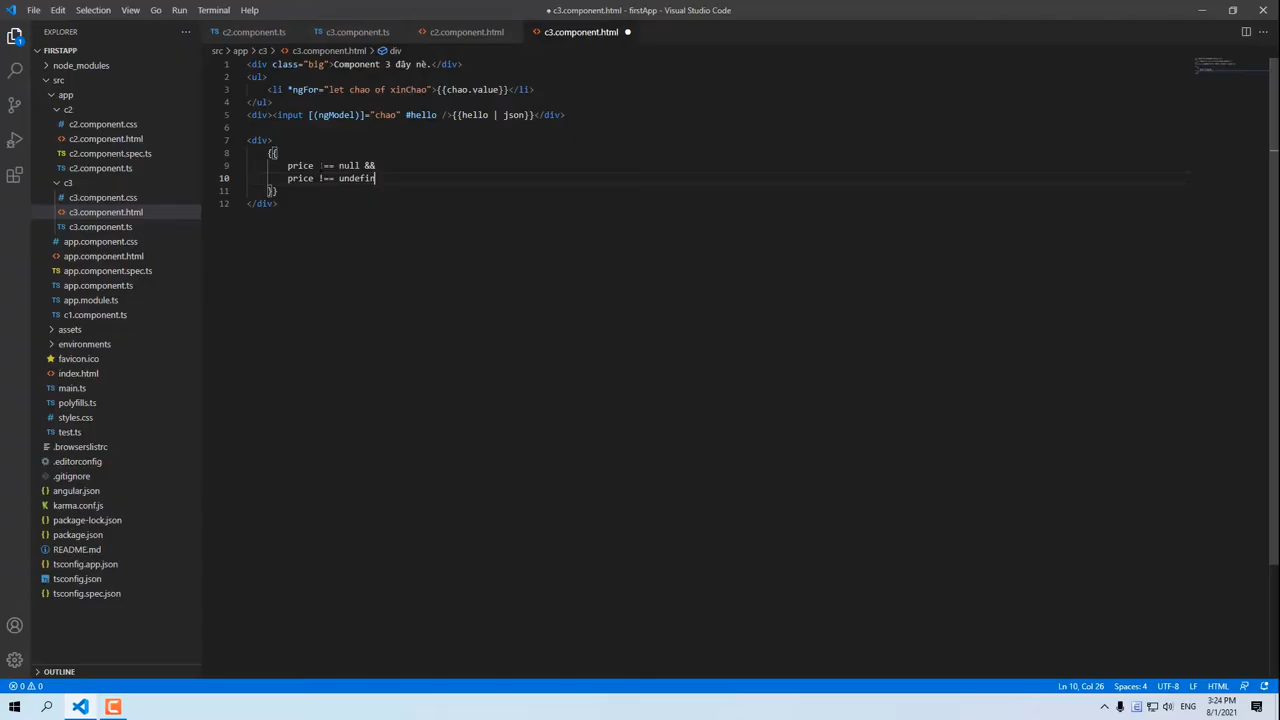 File Edit Selection View Go Run Terminal Help
● c3.component.html - firstApp - Visual Studio Code
EXPLORER
FIRSTAPP
node_modules
src
app
c2
c2.component.css
c2.component.html
c2.component.spec.ts
c2.component.ts
c3
c3.component.css
c3.component.html
c3.component.ts
app.component.css
app.component.html
app.component.spec.ts
app.component.ts
app.module.ts
c1.component.ts
assets
environments
favicon.ico
index.html
main.ts
polyfills.ts
styles.css
test.ts
.browserslistrc
.editorconfig
.gitignore
angular.json
karma.conf.js
package-lock.json
package.json
README.md
tsconfig.app.json
tsconfig.json
tsconfig.spec.json
OUTLINE
c2.component.ts c3.component.ts c2.component.html c3.component.html
src > app > c3 > c3.component.html > div
1 <div class="big">Component 3 đây nè.</div>
2 <ul>
3 <li *ngFor="let chao of xinChao">{{chao.value}}</li>
4 </ul>
5 <div><input [(ngModel)]="chao" #hello />{{hello | json}}</div>
6
7 <div>
8 {{
9 price !== null &&
10 price !== undefin
11 }}
12 </div>
0 0
Ln 10, Col 26 Spaces: 4 UTF-8 LF HTML
ENG
3:24 PM
8/1/2021